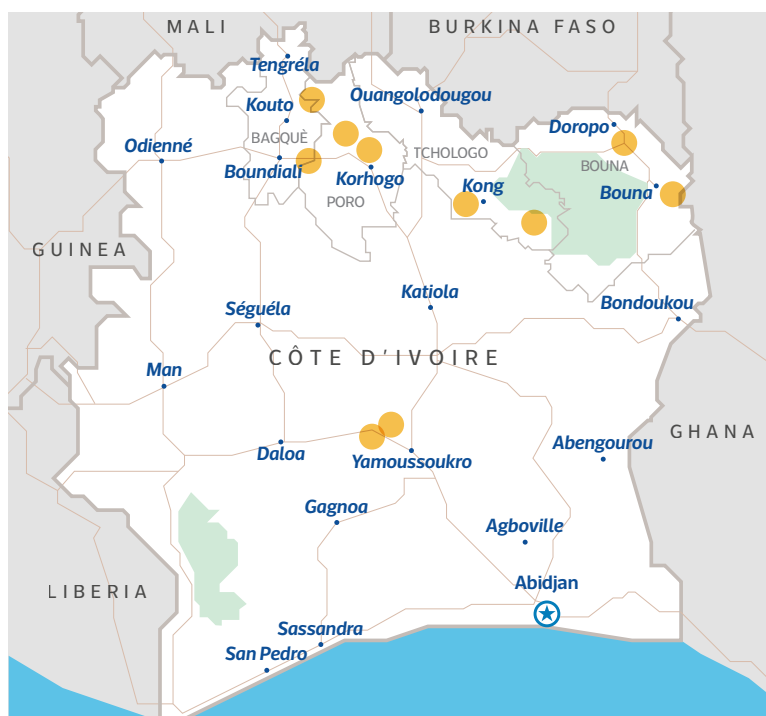 MALI
BURKINA FASO
Tengréla
Kouto
Ouangolodougou
BAGQUÈ
Doropo
Odienné
TCHOLOGO
Boundiali
BOUNA
Korhogo
Kong
Bouna
PORO
GUINEA
Katiola
Séguéla
Bondoukou
CÔTE D'IVOIRE
Man
GHANA
Abengourou
Daloa
Yamoussoukro
Gagnoa
Agboville
Abidjan
LIBERIA
Sassandra
San Pedro